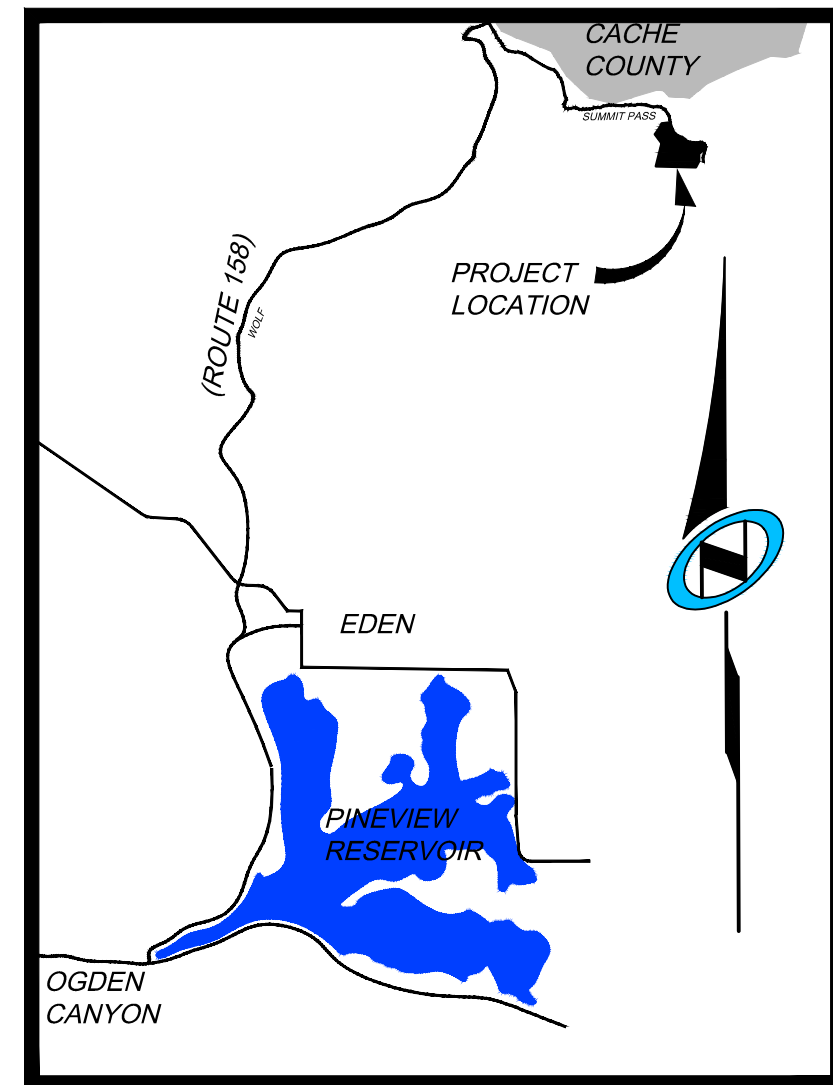 CACHE
COUNTY
SUMMIT PASS
PROJECT
LOCATION
(ROUTE 158)
WOLF
N
EDEN
PINEVIEW
RESERVOIR
OGDEN
CANYON